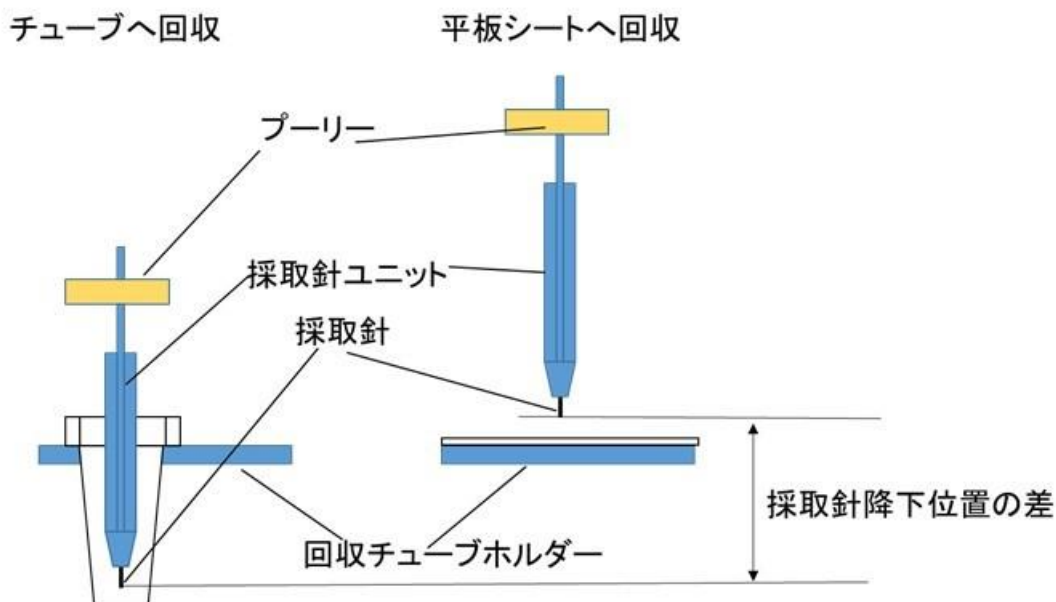 チューブへ回収
平板シートへ回収
プーリー
採取針ユニット
採取針
採取針降下位置の差
回収チューブホルダー